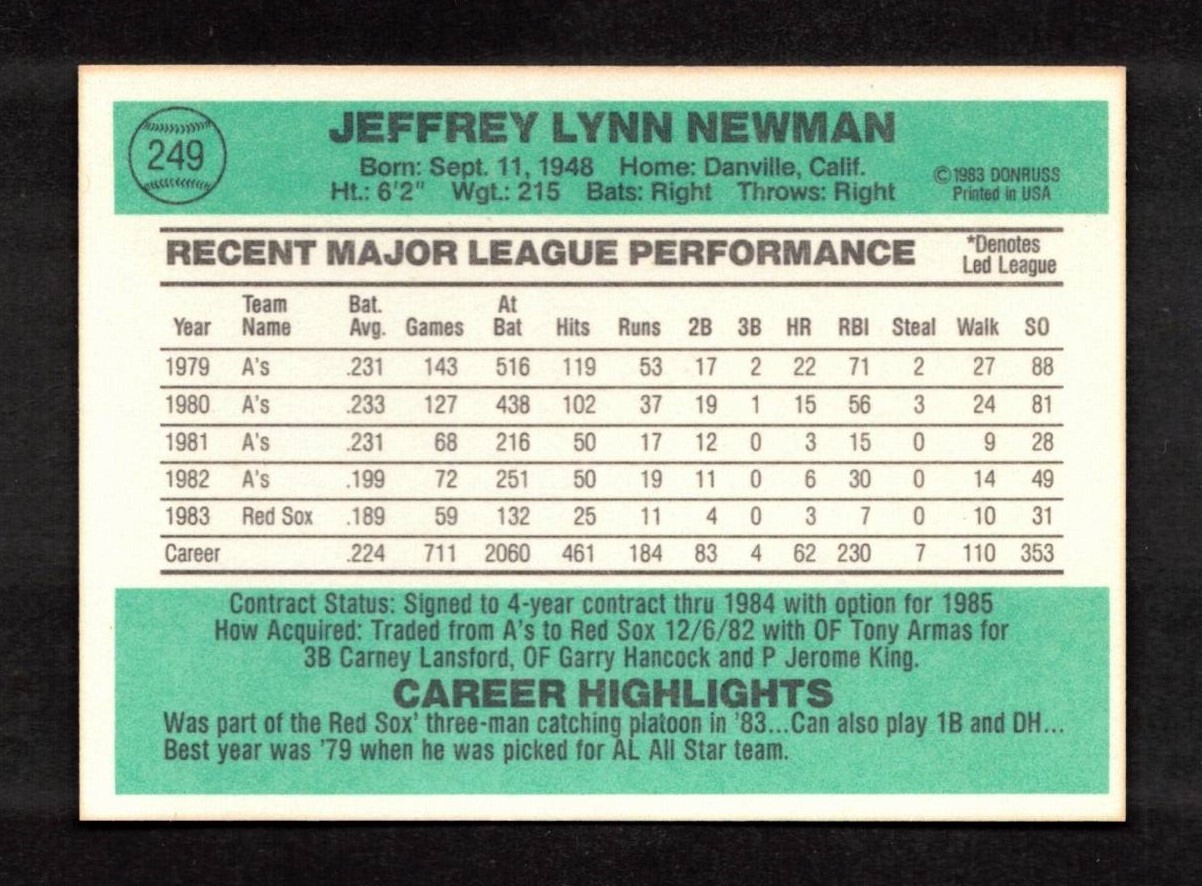 249
JEFFREY LYNN NEWMAN
Born: Sept. 11, 1948 Home: Danville, Calif.
Ht.: 6'2" Wgt.: 215 Bats: Right Throws: Right
©1983 DONRUSS
Printed in USA
RECENT MAJOR LEAGUE PERFORMANCE
*Denotes
Led League
Year Team Name Bat. Avg. Games At Bat Hits Runs 2B 3B HR RBI Steal Walk SO
1979 A's .231 143 516 119 53 17 2 22 71 2 27 88
1980 A's .233 127 438 102 37 19 1 15 56 3 24 81
1981 A's .231 68 216 50 17 12 0 3 15 0 9 28
1982 A's .199 72 251 50 19 11 0 6 30 0 14 49
1983 Red Sox .189 59 132 25 11 4 0 3 7 0 10 31
Career .224 711 2060 461 184 83 4 62 230 7 110 353
Contract Status: Signed to 4-year contract thru 1984 with option for 1985
How Acquired: Traded from A's to Red Sox 12/6/82 with OF Tony Armas for
3B Carney Lansford, OF Garry Hancock and P Jerome King.
CAREER HIGHLIGHTS
Was part of the Red Sox' three-man catching platoon in '83...Can also play 1B and DH...
Best year was '79 when he was picked for AL All Star team.